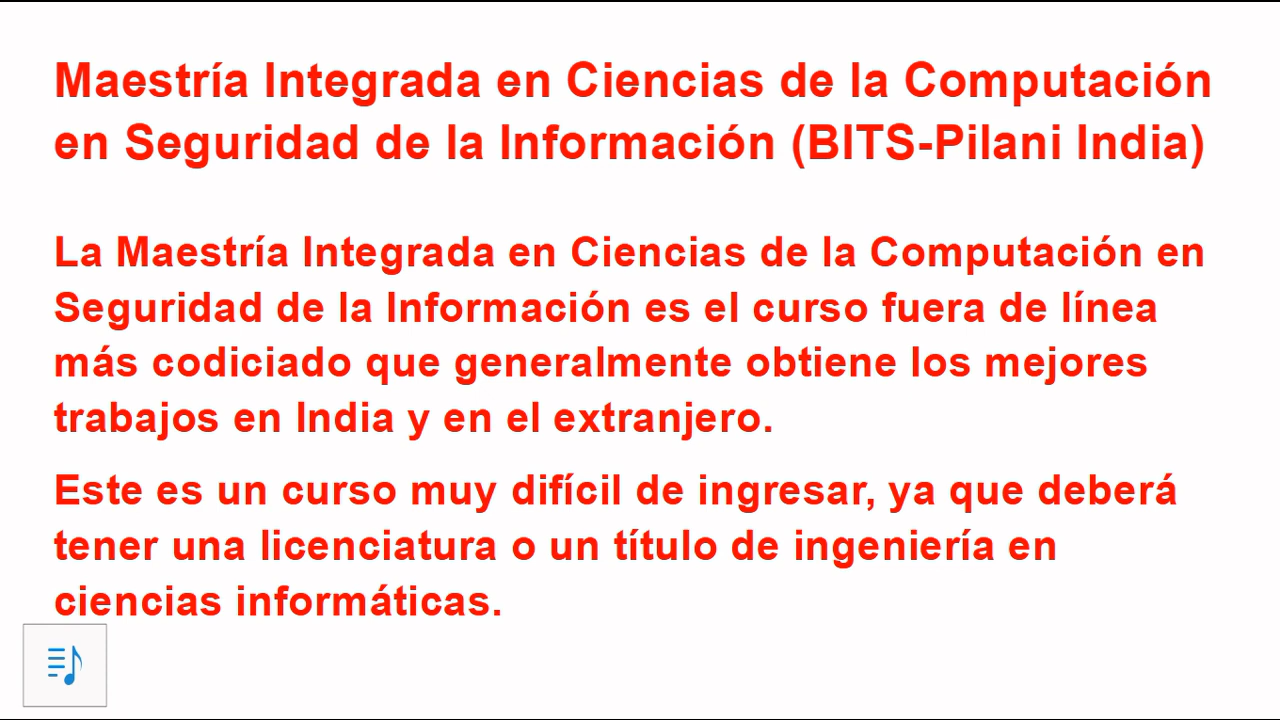 Maestría Integrada en Ciencias de la Computación
en Seguridad de la Información (BITS-Pilani India)
La Maestría Integrada en Ciencias de la Computación en
Seguridad de la Información es el curso fuera de línea
más codiciado que generalmente obtiene los mejores
trabajos en India y en el extranjero.
Este es un curso muy difícil de ingresar, ya que deberá
tener una licenciatura o un título de ingeniería en
ciencias informáticas.